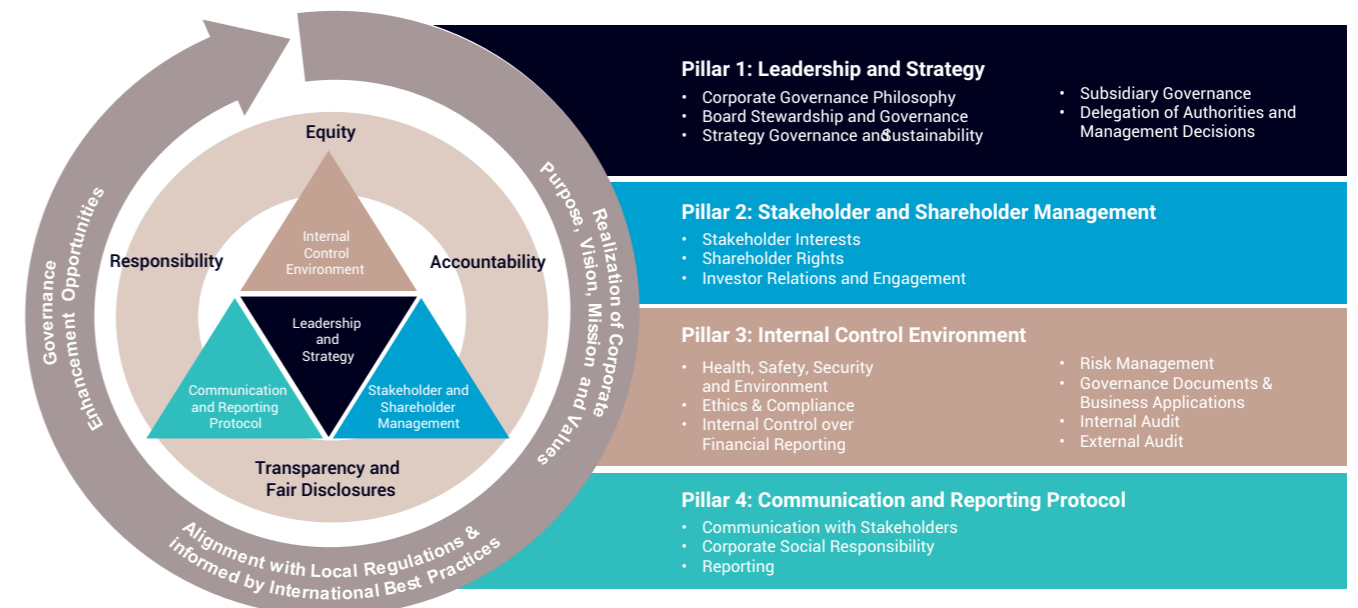 Equity
Responsibility
Accountability
Transparency and
Fair Disclosures
Internal
Control
Environment
Leadership
and
Strategy
Communication
and Reporting
Protocol
Stakeholder and
Shareholder
Management
Governance
Enhancement Opportunities
Realization of Corporate
Purpose, Vision, Mission and Values
Alignment with Local Regulations &
informed by International Best Practices
Pillar 1: Leadership and Strategy
• Corporate Governance Philosophy
• Board Stewardship and Governance
• Strategy Governance and Sustainability
• Subsidiary Governance
• Delegation of Authorities and
Management Decisions
Pillar 2: Stakeholder and Shareholder Management
• Stakeholder Interests
• Shareholder Rights
• Investor Relations and Engagement
Pillar 3: Internal Control Environment
• Health, Safety, Security
and Environment
• Ethics & Compliance
• Internal Control over
Financial Reporting
• Risk Management
• Governance Documents &
Business Applications
• Internal Audit
• External Audit
Pillar 4: Communication and Reporting Protocol
• Communication with Stakeholders
• Corporate Social Responsibility
• Reporting